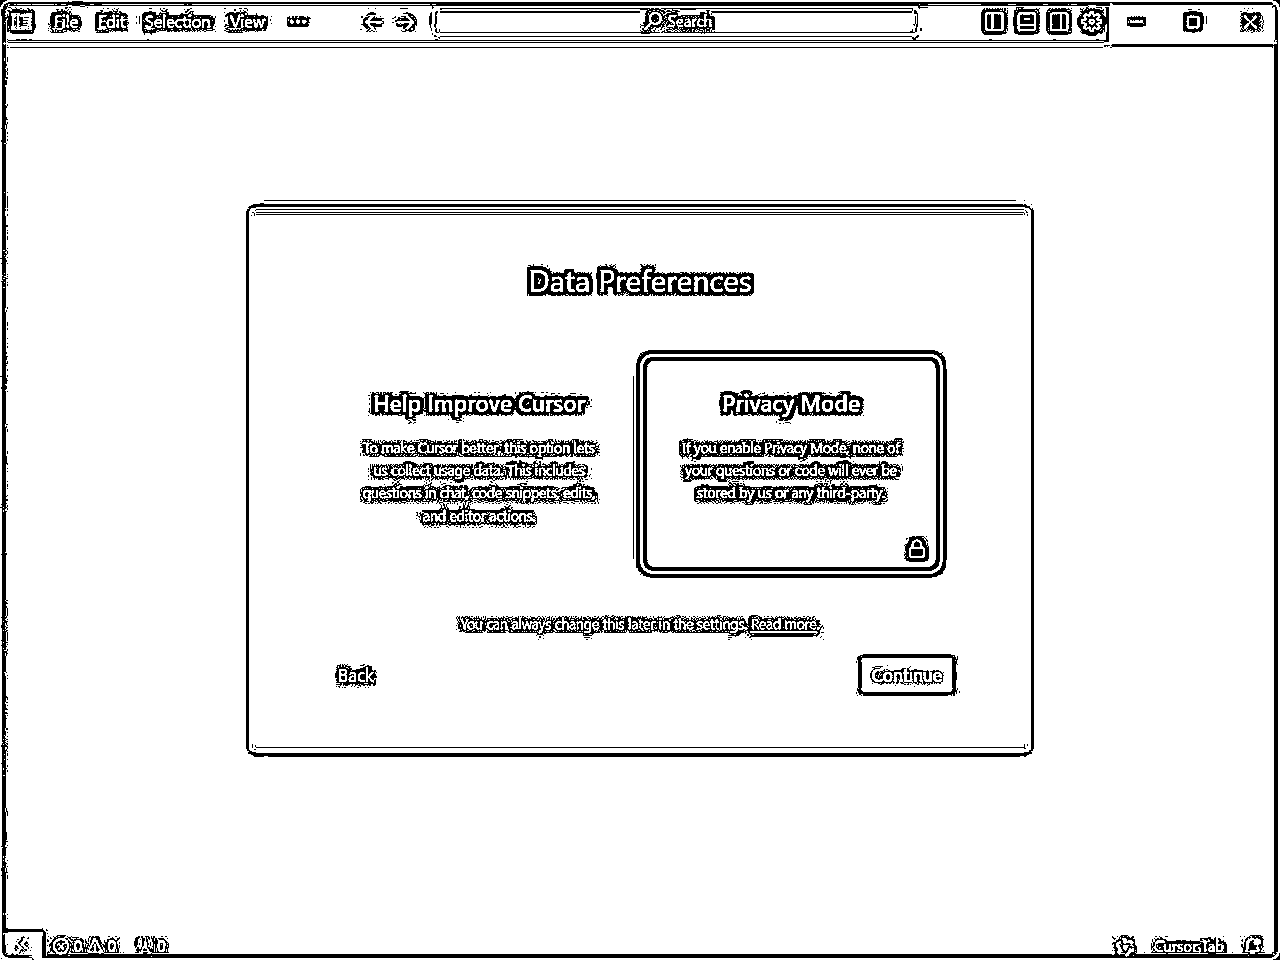 File Edit Selection View ... Search
Data Preferences
Help Improve Cursor
To make Cursor better, this option lets
us collect usage data. This includes
questions in chat, code snippets, edits,
and editor actions.
Privacy Mode
If you enable Privacy Mode, none of
your questions or code will ever be
stored by us or any third-party.
You can always change this later in the settings. Read more.
Back Continue
0 0 0 Cursor Tab